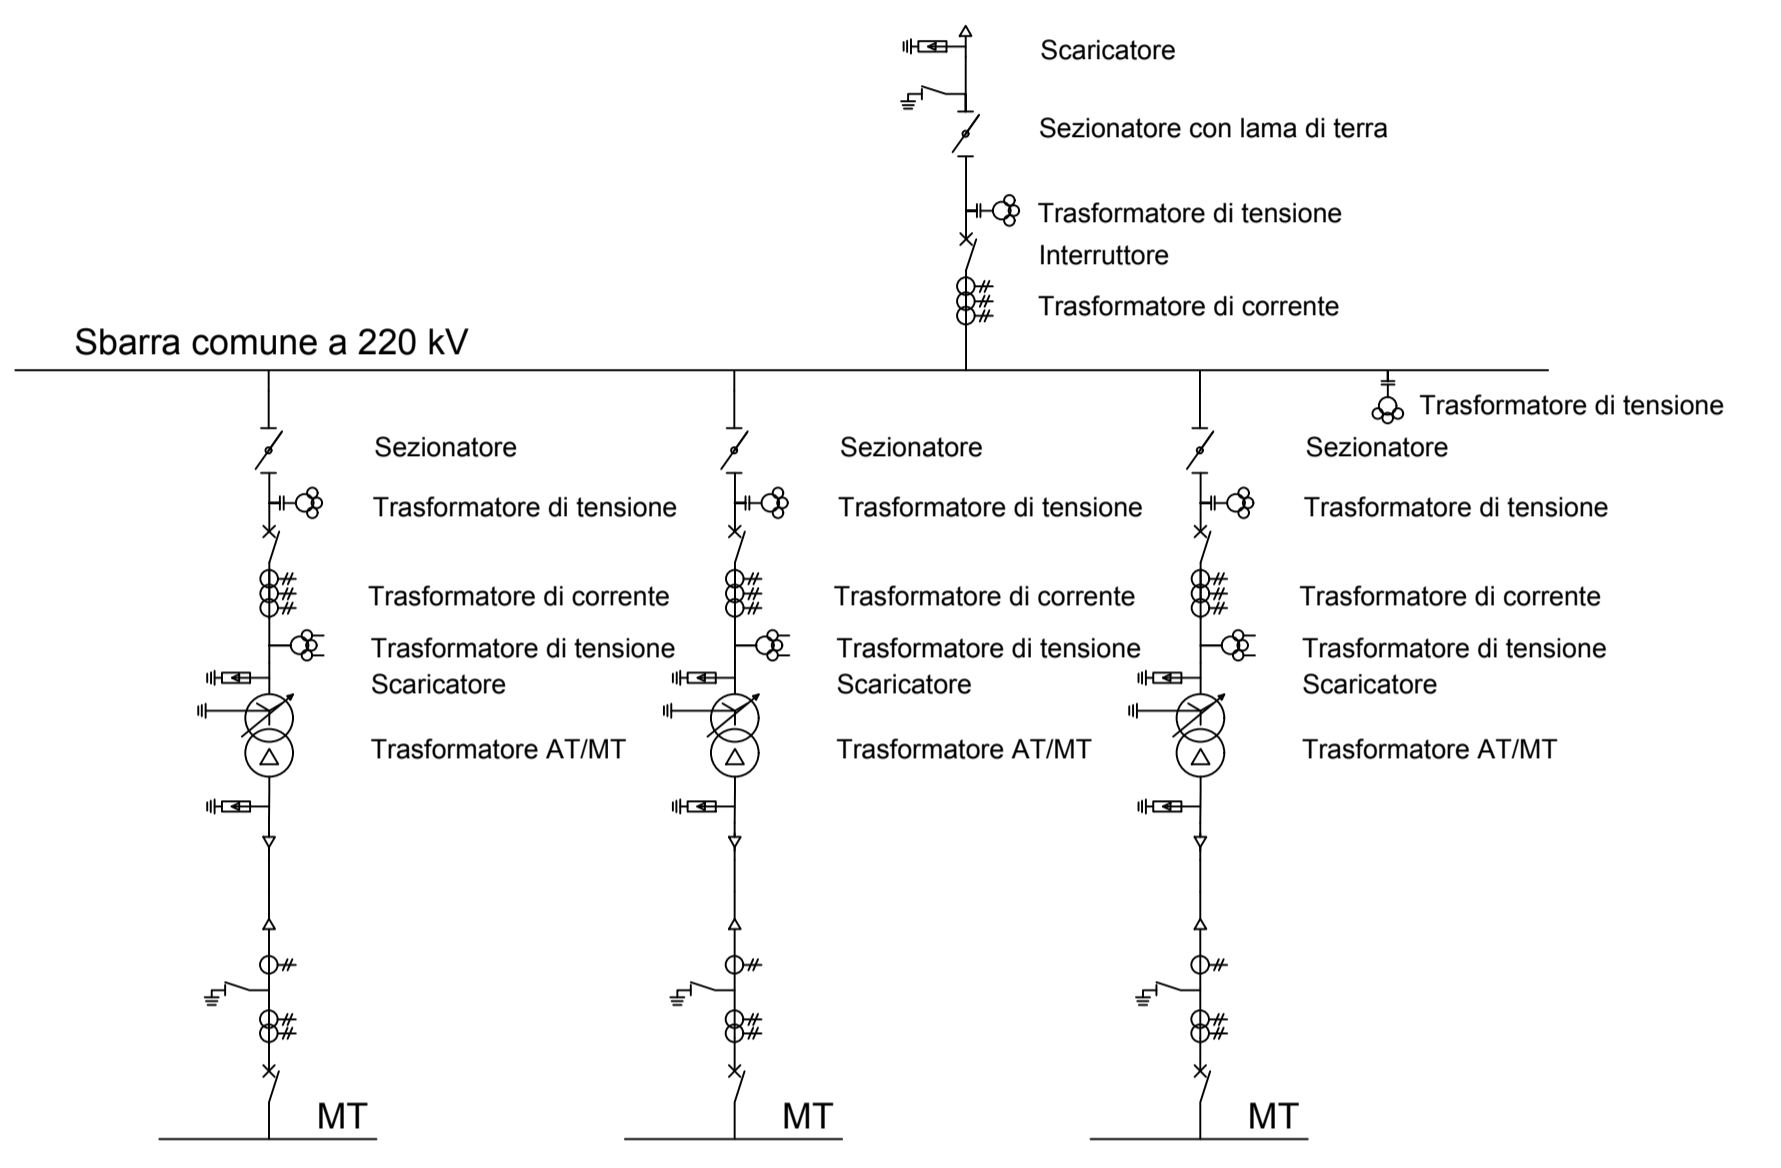 Scaricatore
Sezionatore con lama di terra
Trasformatore di tensione
Interruttore
Trasformatore di corrente
Sbarra comune a 220 kV
Trasformatore di tensione
Sezionatore
Sezionatore
Sezionatore
Trasformatore di tensione
Trasformatore di tensione
Trasformatore di tensione
Trasformatore di corrente
Trasformatore di corrente
Trasformatore di corrente
Trasformatore di tensione
Trasformatore di tensione
Trasformatore di tensione
Scaricatore
Scaricatore
Scaricatore
Trasformatore AT/MT
Trasformatore AT/MT
Trasformatore AT/MT
MT
MT
MT